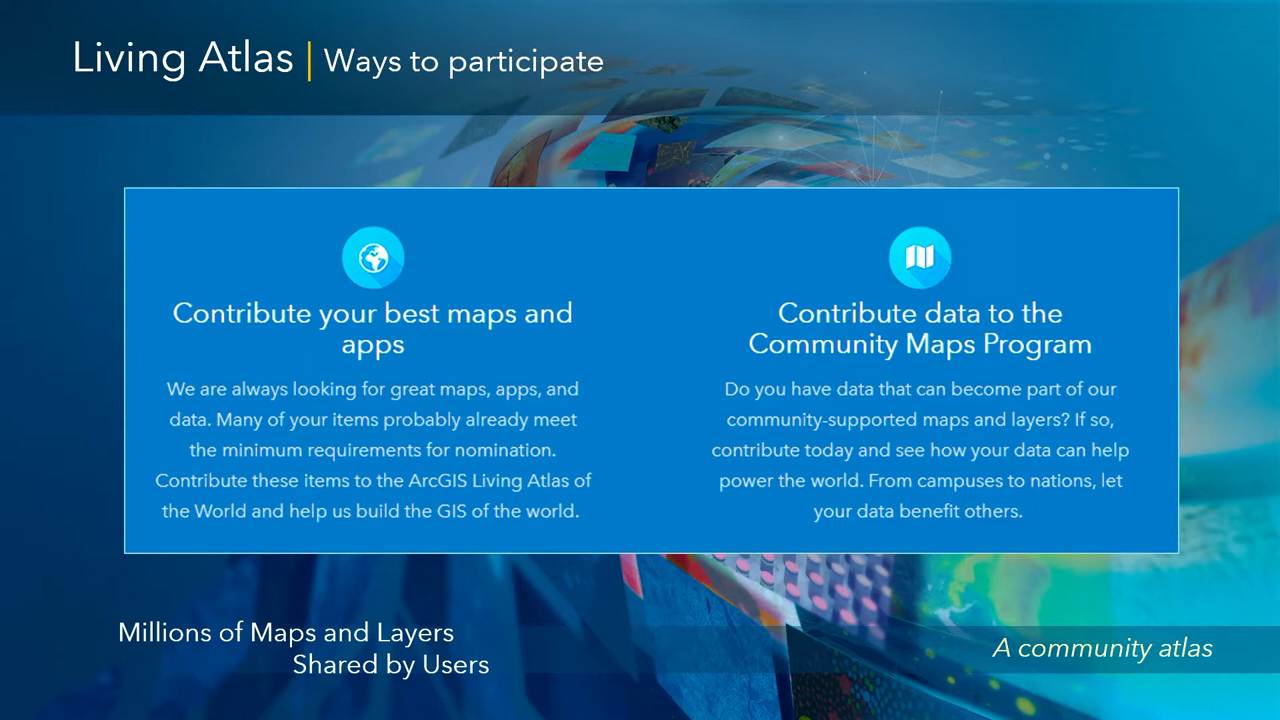 Living Atlas | Ways to participate
Contribute your best maps and
apps
We are always looking for great maps, apps, and
data. Many of your items probably already meet
the minimum requirements for nomination.
Contribute these items to the ArcGIS Living Atlas of
the World and help us build the GIS of the world.
Contribute data to the
Community Maps Program
Do you have data that can become part of our
community-supported maps and layers? If so,
contribute today and see how your data can help
power the world. From campuses to nations, let
your data benefit others.
Millions of Maps and Layers
Shared by Users
A community atlas